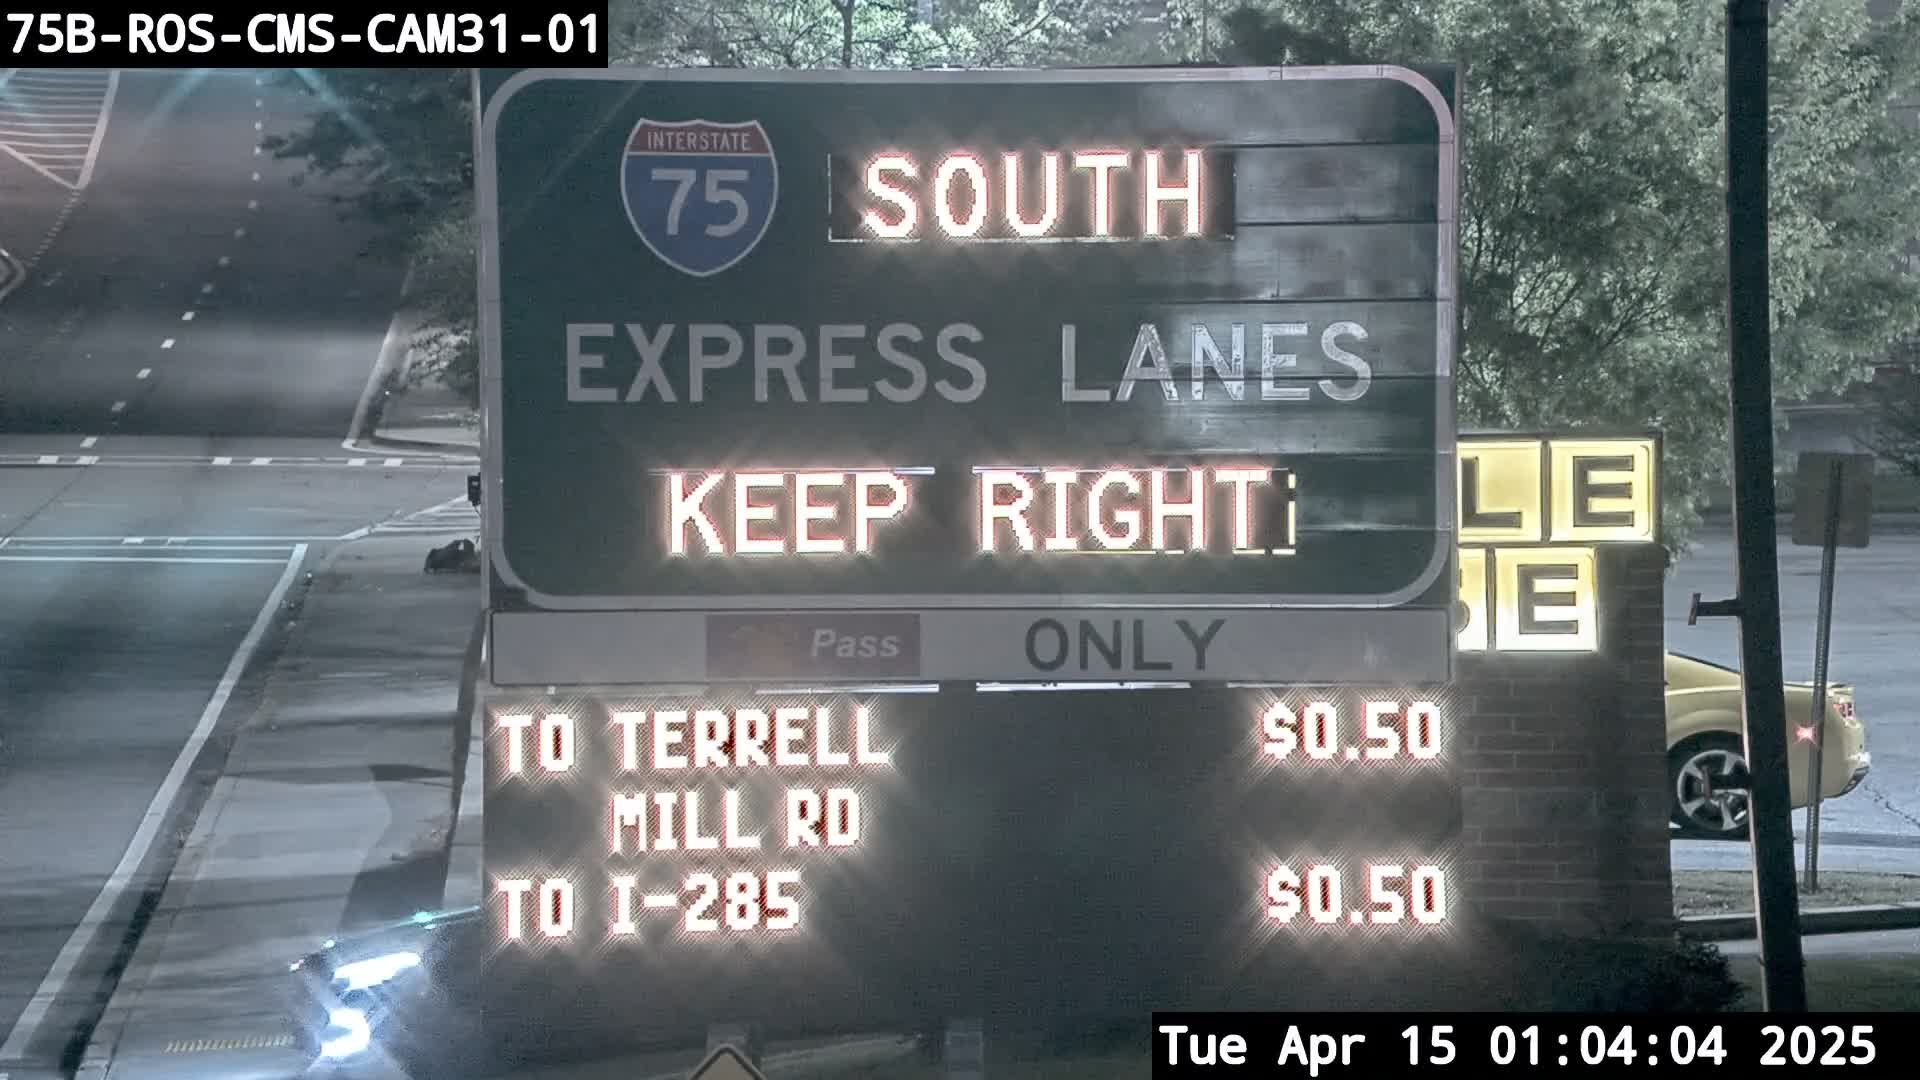 75B-ROS-CMS-CAM31-01
INTERSTATE
75
SOUTH
EXPRESS LANES
KEEP RIGHT
Pass ONLY
TO TERRELL $0.50
MILL RD
TO I-285 $0.50
LE
E
Tue Apr 15 01:04:04 2025